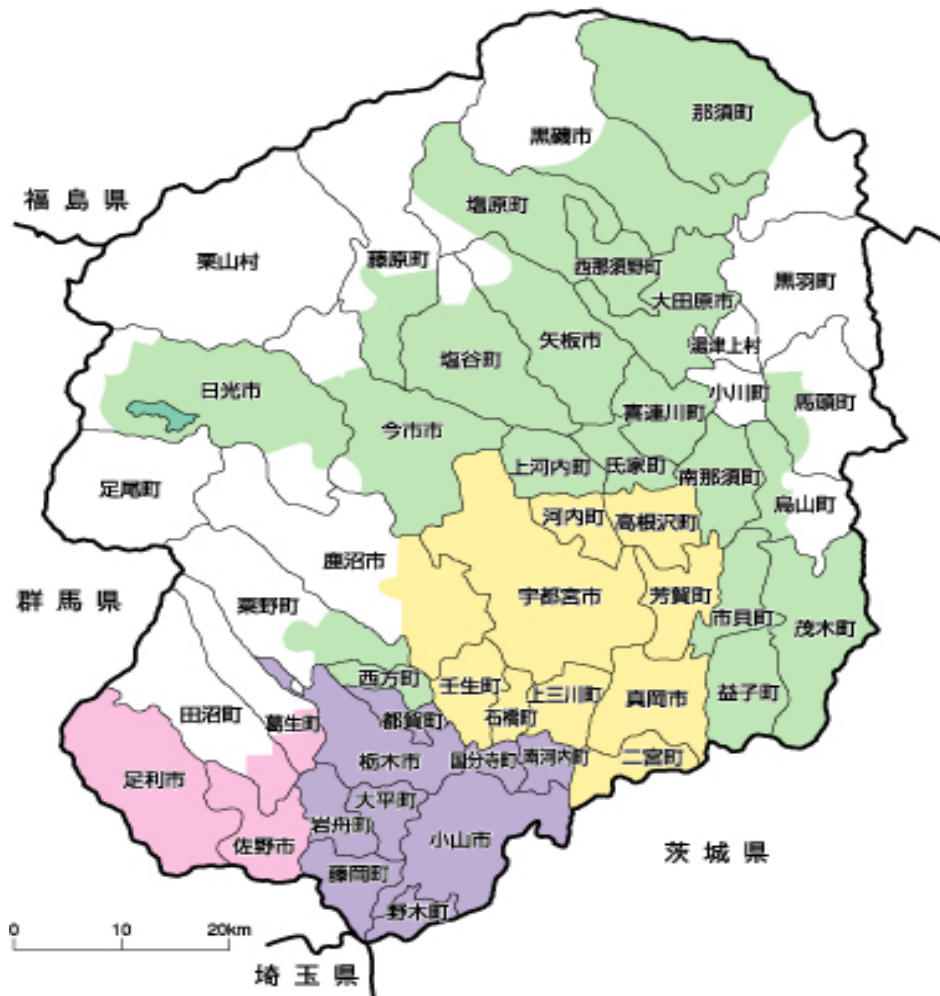 那須町
黒磯市
福島県
塩原町
栗山村
藤原町
西那須野町
黒羽町
大田原市
湯津上村
矢板市
塩谷町
日光市
小川町
馬頭町
喜連川町
今市市
上河内町
氏家町
南那須町
足尾町
烏山町
河内町
高根沢町
鹿沼市
群馬県
粟野町
宇都宮市
芳賀町
市貝町
茂木町
西方町
壬生町
上三川町
真岡市
益子町
田沼町
葛生町
都賀町
石橋町
栃木市
国分寺町
南河内町
二宮町
足利市
大平町
岩舟町
佐野市
小山市
茨城県
藤岡町
野木町
0 10 20km
埼玉県